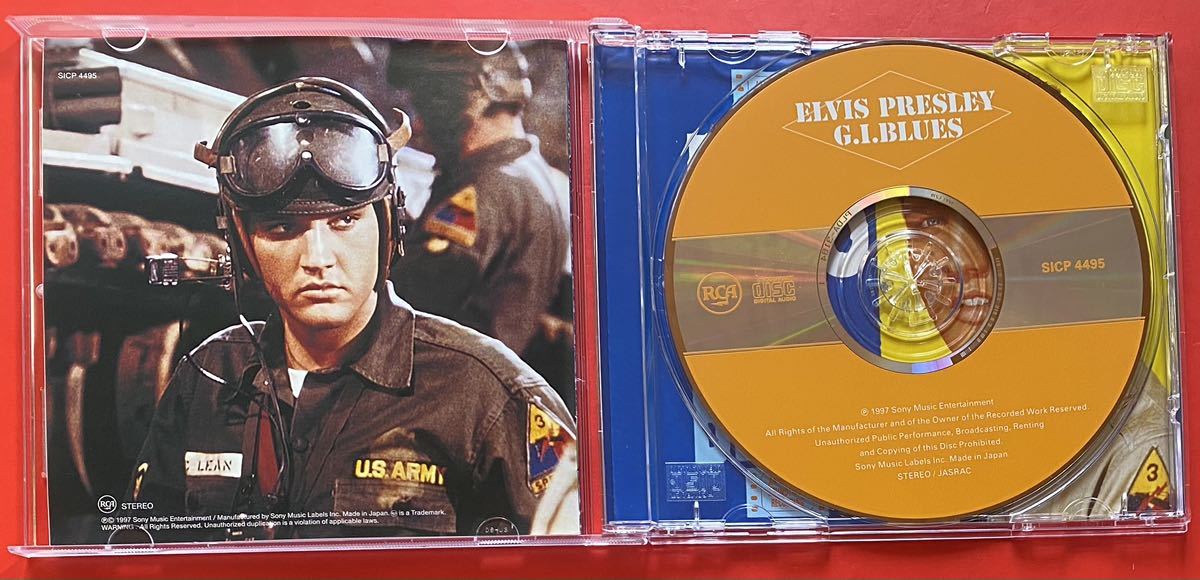 SICP 4495
LEAN
U.S. ARMY
3
RCA STEREO
℗© 1997 Sony Music Entertainment / Manufactured by Sony Music Labels Inc. Made in Japan. is a Trademark.
WARNING: All Rights Reserved. Unauthorized duplication is a violation of applicable laws.
ELVIS PRESLEY
G.I.BLUES
RCA
disc
DIGITAL AUDIO
SICP 4495
℗ 1997 Sony Music Entertainment
All Rights of the Manufacturer and of the Owner of the Recorded Work Reserved.
Unauthorized Public Performance, Broadcasting, Renting
and Copying of this Disc Prohibited.
Sony Music Labels Inc. Made in Japan
STEREO / JASRAC
disc
3